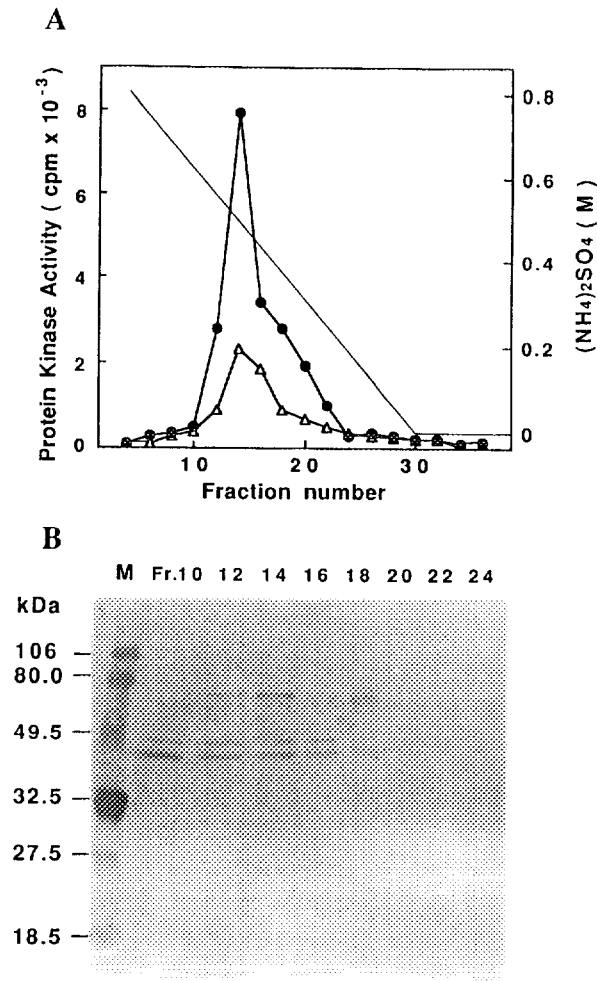 A
Protein Kinase Activity ( cpm x 10⁻³ )
8
6
4
2
0
0.8
0.6
0.4
0.2
0
(NH4)2SO4 ( M )
10
20
30
Fraction number
B
M Fr.10 12 14 16 18 20 22 24
kDa
106
80.0
49.5
32.5
27.5
18.5